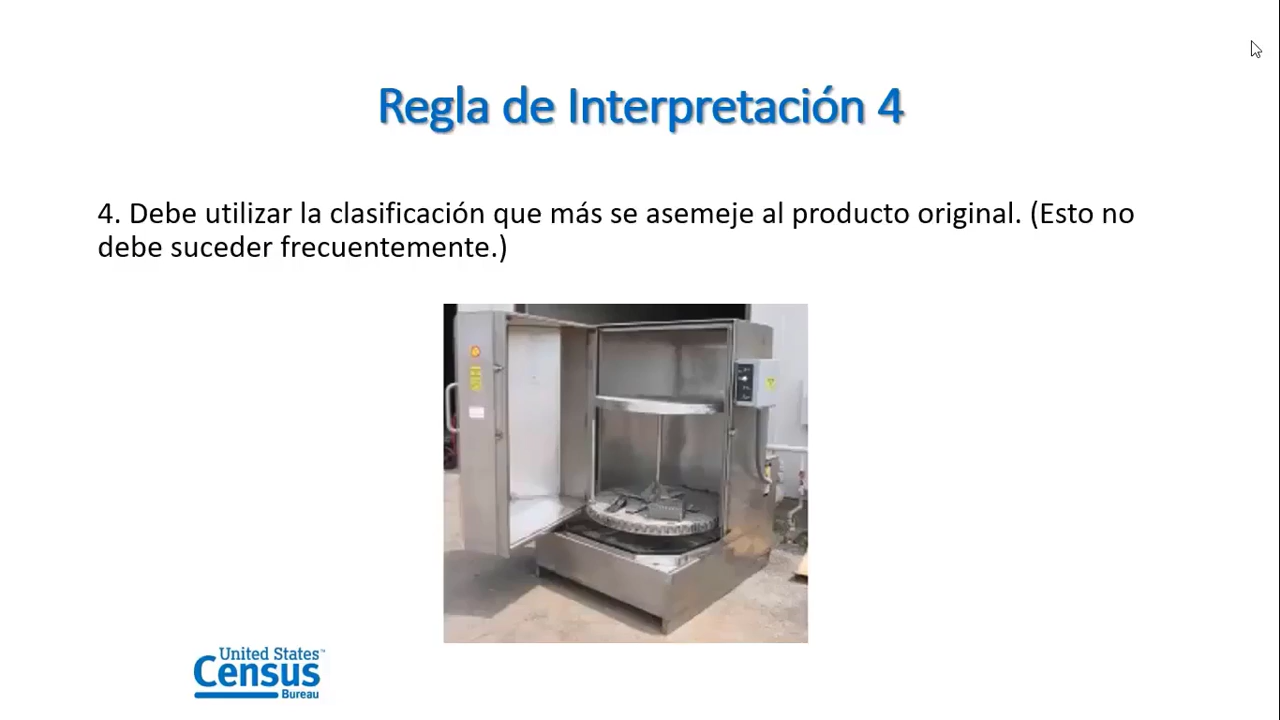 Regla de Interpretación 4
4. Debe utilizar la clasificación que más se asemeje al producto original. (Esto no
debe suceder frecuentemente.)
United States™
Census
Bureau